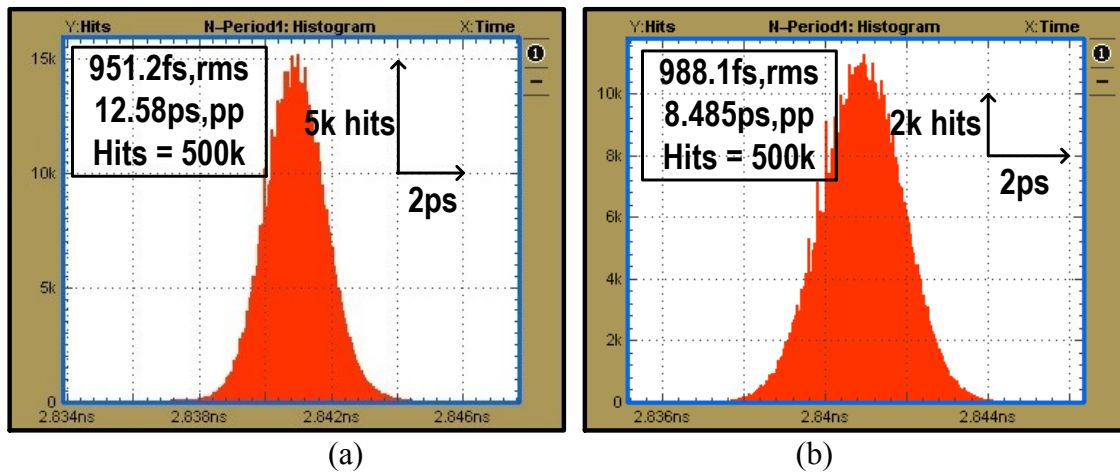 Y:Hits N-Period1: Histogram X:Time
15k
951.2fs,rms
12.58ps,pp
Hits = 500k
5k hits
10k
2ps
5k
0
2.834ns 2.838ns 2.842ns 2.846ns
1
(a)
Y:Hits N-Period1: Histogram X:Time
10k
988.1fs,rms
8.485ps,pp
Hits = 500k
2k hits
8k
2ps
6k
4k
2k
0
2.836ns 2.84ns 2.844ns
1
(b)